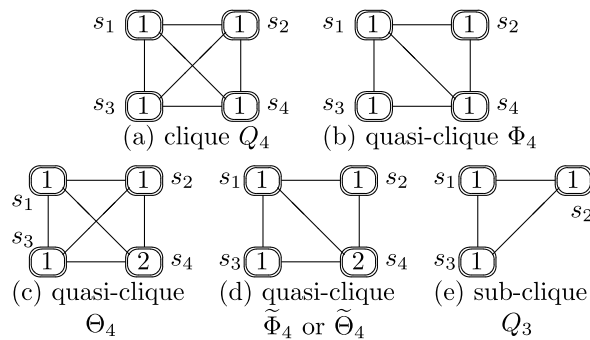 s₁ 1 1 s₂ s₁ 1 1 s₂
s₃ 1 1 s₄ s₃ 1 1 s₄
(a) clique Q₄ (b) quasi-clique Φ₄
1 1 s₂ s₁ 1 1 s₂ s₁ 1 1
s₁ s₂
s₃
1 2 s₄ s₃ 1 2 s₄ s₃ 1
(c) quasi-clique (d) quasi-clique (e) sub-clique
Θ₄ Φ̃₄ or Θ̃₄ Q₃